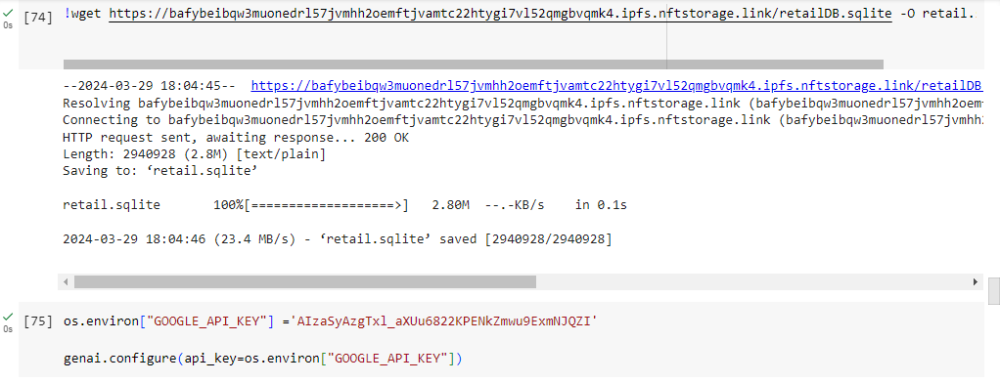 [74] !wget https://bafybeibqw3muonedrl57jvmhh2oemftjvamtc22htygi7vl52qmgbvqmk4.ipfs.nftstorage.link/retailDB.sqlite -O retail.
0s
--2024-03-29 18:04:45-- https://bafybeibqw3muonedrl57jvmhh2oemftjvamtc22htygi7vl52qmgbvqmk4.ipfs.nftstorage.link/retailDB
Resolving bafybeibqw3muonedrl57jvmhh2oemftjvamtc22htygi7vl52qmgbvqmk4.ipfs.nftstorage.link (bafybeibqw3muonedrl57jvmhh2oem
Connecting to bafybeibqw3muonedrl57jvmhh2oemftjvamtc22htygi7vl52qmgbvqmk4.ipfs.nftstorage.link (bafybeibqw3muonedrl57jvmhh
HTTP request sent, awaiting response... 200 OK
Length: 2940928 (2.8M) [text/plain]
Saving to: ‘retail.sqlite’
retail.sqlite 100%[===================>] 2.80M --.-KB/s in 0.1s
2024-03-29 18:04:46 (23.4 MB/s) - ‘retail.sqlite’ saved [2940928/2940928]
[75] os.environ["GOOGLE_API_KEY"] ='AIzaSyAzgTxl_aXUu6822KPENkZmwu9ExmNJQZI'
0s
genai.configure(api_key=os.environ["GOOGLE_API_KEY"])